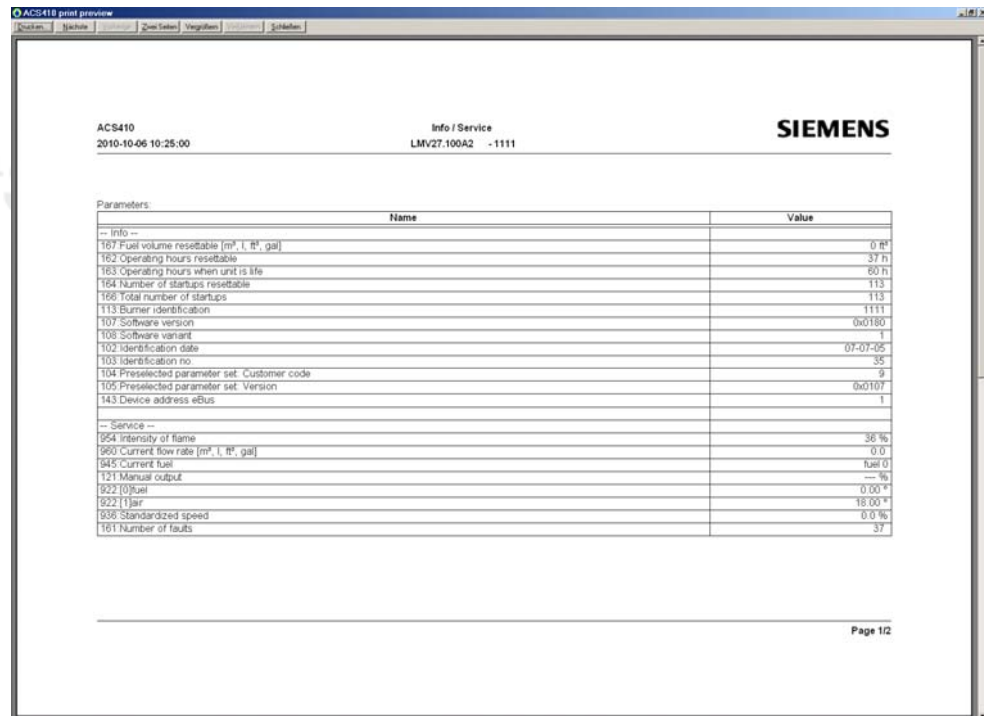 ACS410 print preview
Drucken... Nächste Zwei Seiten Vergrößern Schließen
ACS410 Info / Service SIEMENS
2010-10-06 10:25:00 LMV27.100A2 - 1111
Parameters:
Name Value
-- Info --
167:Fuel volume resettable [m³, l, ft³, gal] 0 ft³
162:Operating hours resettable 37 h
163:Operating hours when unit is life 60 h
164:Number of startups resettable 113
166:Total number of startups 113
113:Burner identification 1111
107:Software version 0x0180
108:Software variant 1
102:Identification date 07-07-05
103:Identification no. 35
104:Preselected parameter set: Customer code 9
105:Preselected parameter set: Version 0x0107
143:Device address eBus 1
-- Service --
954:Intensity of flame 36 %
960:Current flow rate [m³, l, ft³, gal] 0.0
945:Current fuel fuel 0
121:Manual output --- %
922:[0]fuel 0.00 °
922:[1]air 18.00 °
936:Standardized speed 0.0 %
161:Number of faults 37
Page 1/2